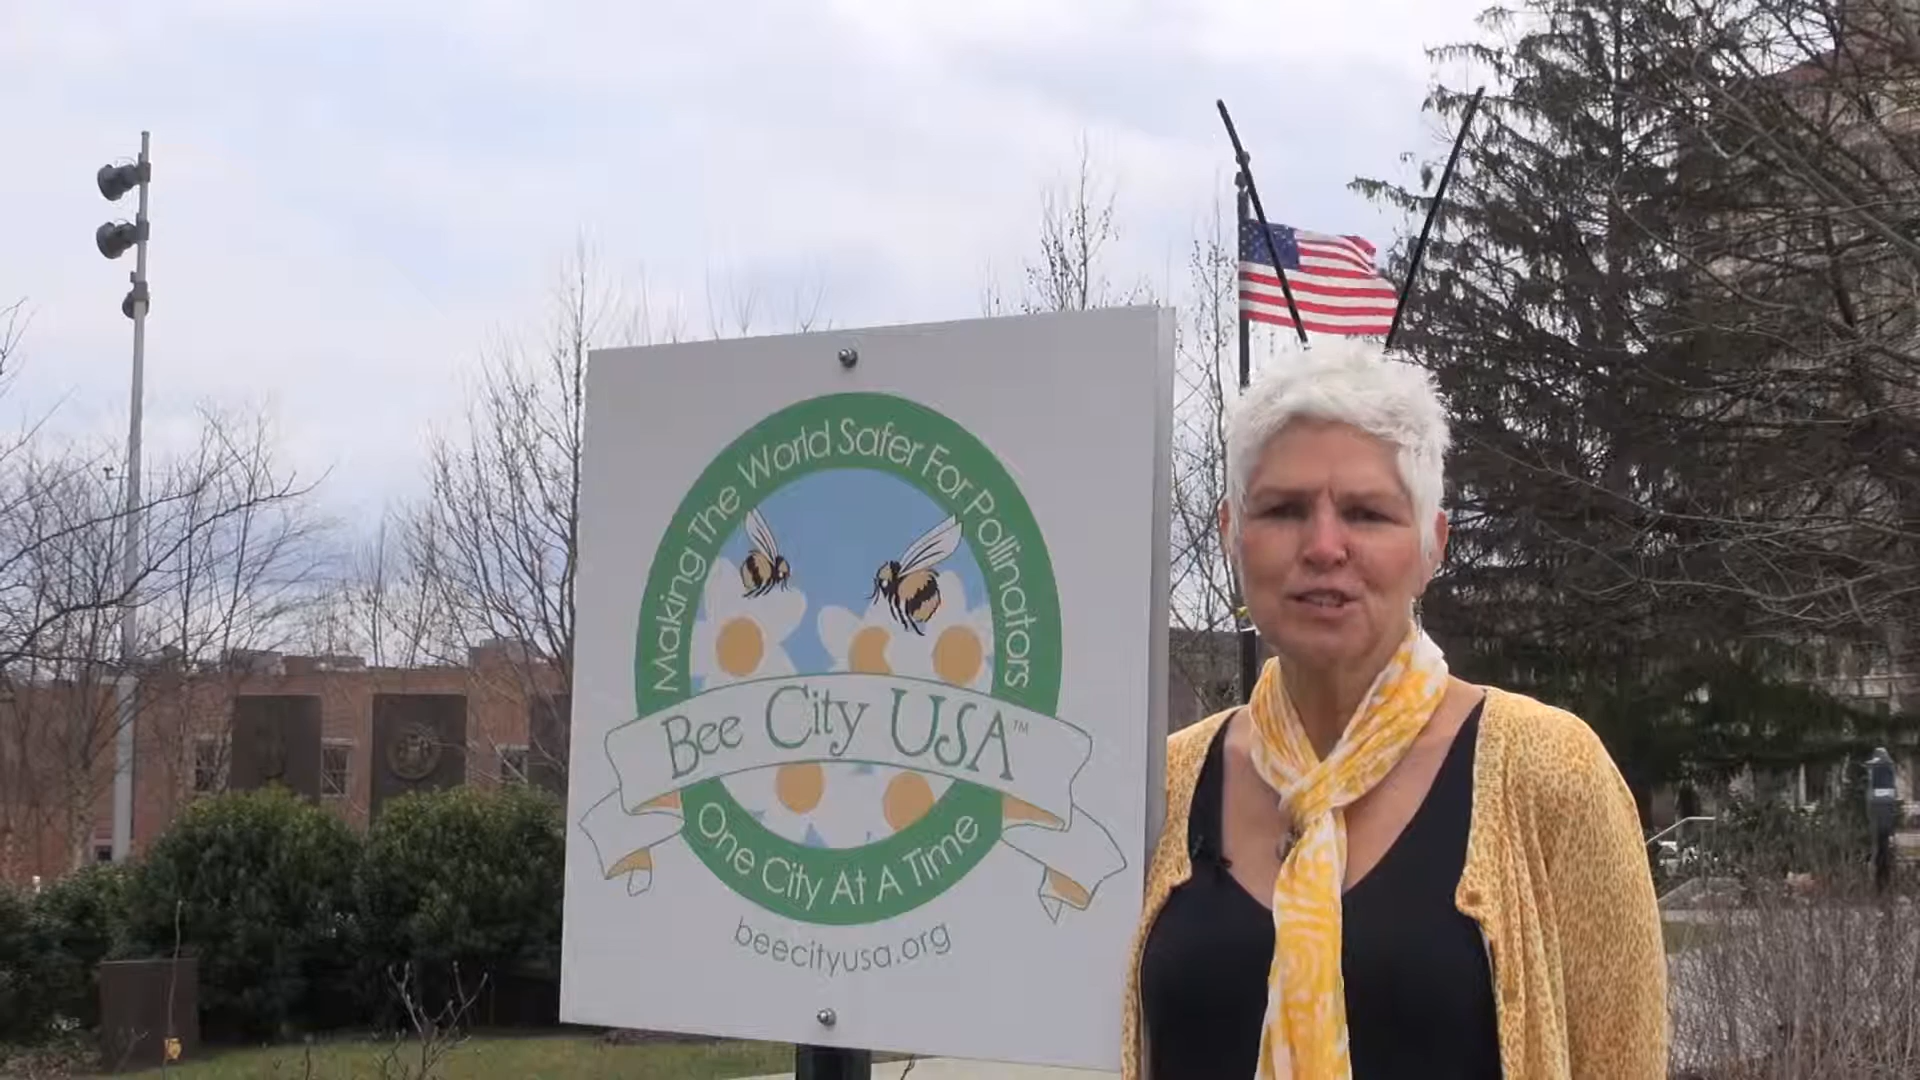 Making The World Safer For Pollinators
Bee City USA™
One City At A Time
beecityusa.org